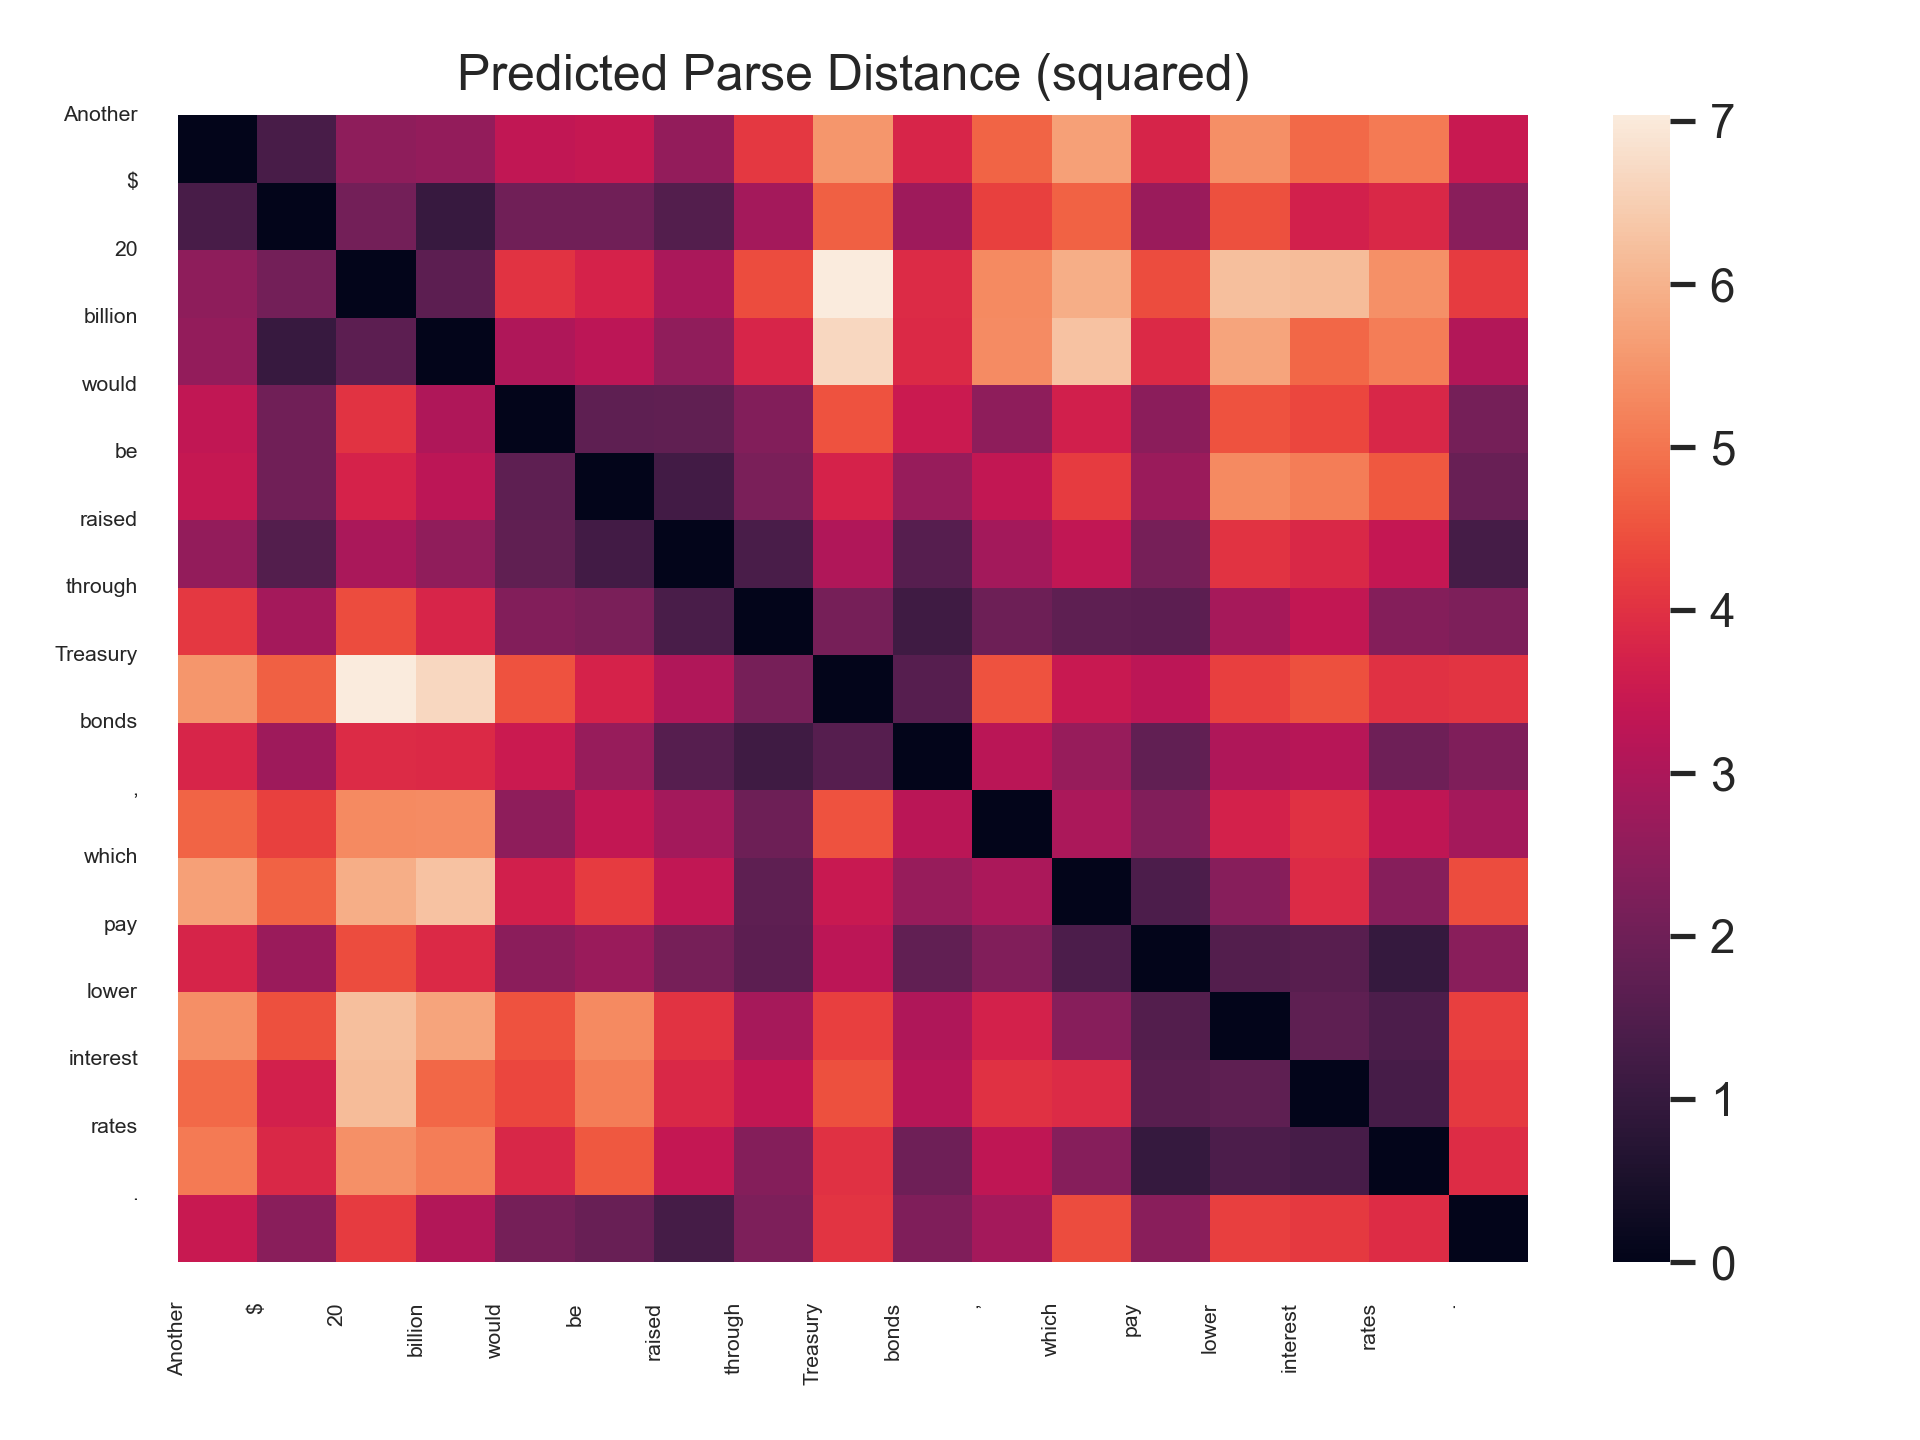 Predicted Parse Distance (squared)
Another
$
20
billion
would
be
raised
through
Treasury
bonds
,
which
pay
lower
interest
rates
.
7
6
5
4
3
2
1
0
Another
$
20
billion
would
be
raised
through
Treasury
bonds
,
which
pay
lower
interest
rates
.